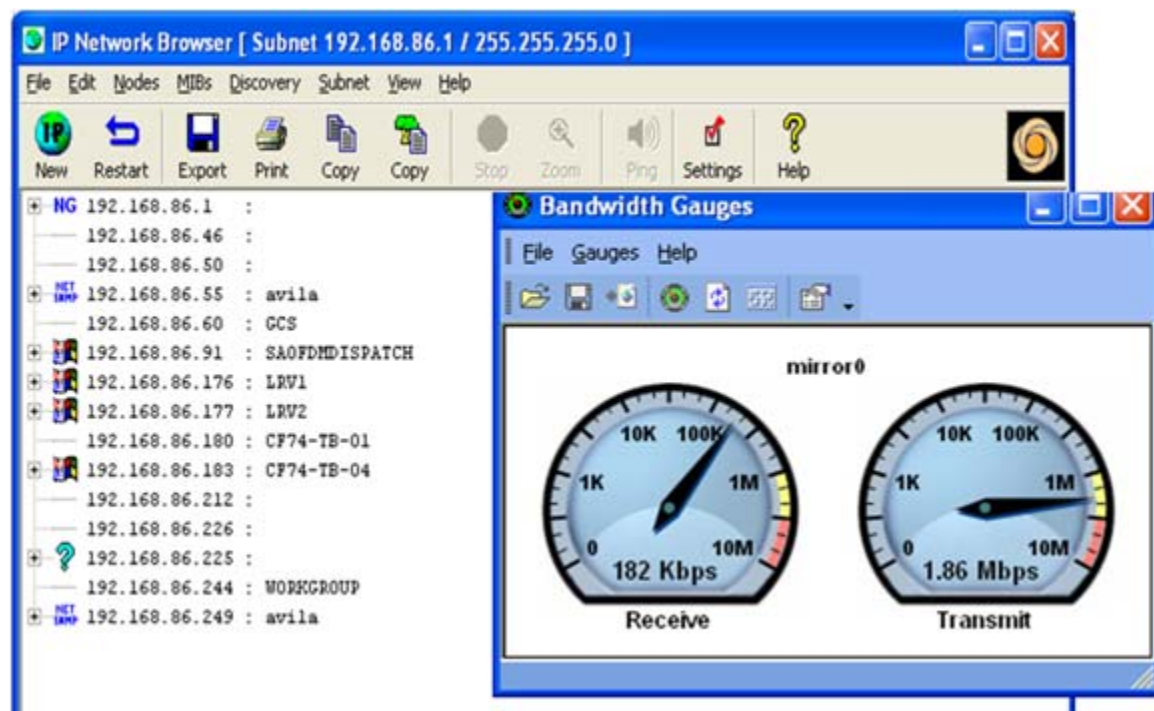 IP Network Browser [ Subnet 192.168.86.1 / 255.255.255.0 ]
File Edit Nodes MIBs Discovery Subnet View Help
IP
New Restart Export Print Copy Copy Stop Zoom Ping Settings Help
NG 192.168.86.1 :
192.168.86.46 :
192.168.86.50 :
192.168.86.55 : avila
192.168.86.60 : GCS
192.168.86.91 : SAOFDMDISPATCH
192.168.86.176 : LRV1
192.168.86.177 : LRV2
192.168.86.180 : CF74-TB-01
192.168.86.183 : CF74-TB-04
192.168.86.212 :
192.168.86.226 :
? 192.168.86.225 :
192.168.86.244 : WORKGROUP
192.168.86.249 : avila
Bandwidth Gauges
File Gauges Help
mirror0
0 1K 10K 100K 1M 10M
182 Kbps
Receive
0 1K 10K 100K 1M 10M
1.86 Mbps
Transmit